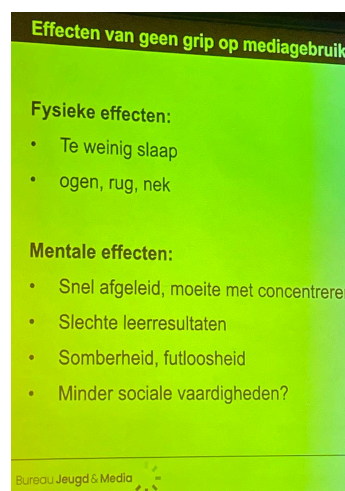 Effecten van geen grip op mediagebruik
Fysieke effecten:
• Te weinig slaap
• ogen, rug, nek
Mentale effecten:
• Snel afgeleid, moeite met concentrere
• Slechte leerresultaten
• Somberheid, futloosheid
• Minder sociale vaardigheden?
Bureau Jeugd & Media